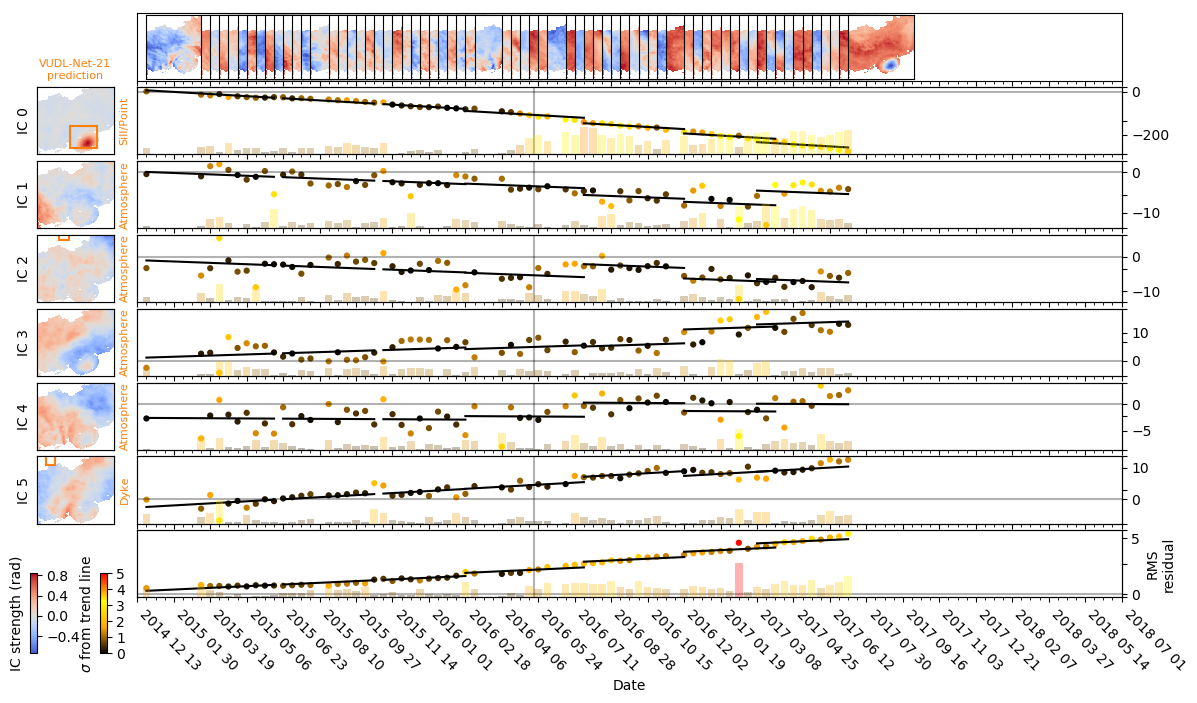 VUDL-Net-21
prediction
IC 0
Sill/Point
0
−200
IC 1
Atmosphere
0
−10
IC 2
Atmosphere
0
−10
IC 3
Atmosphere
10
0
IC 4
Atmosphere
0
−5
IC 5
Dyke
10
0
5
0
RMS
residual
IC strength (rad)
0.8
0.4
0.0
−0.4
σ from trend line
5
4
3
2
1
0
2014 12 13
2015 01 30
2015 03 19
2015 05 06
2015 06 23
2015 08 10
2015 09 27
2015 11 14
2016 01 01
2016 02 18
2016 04 06
2016 05 24
2016 07 11
2016 08 28
2016 10 15
2016 12 02
2017 01 19
2017 03 08
2017 04 25
2017 06 12
2017 07 30
2017 09 16
2017 11 03
2017 12 21
2018 02 07
2018 03 27
2018 05 14
2018 07 01
Date